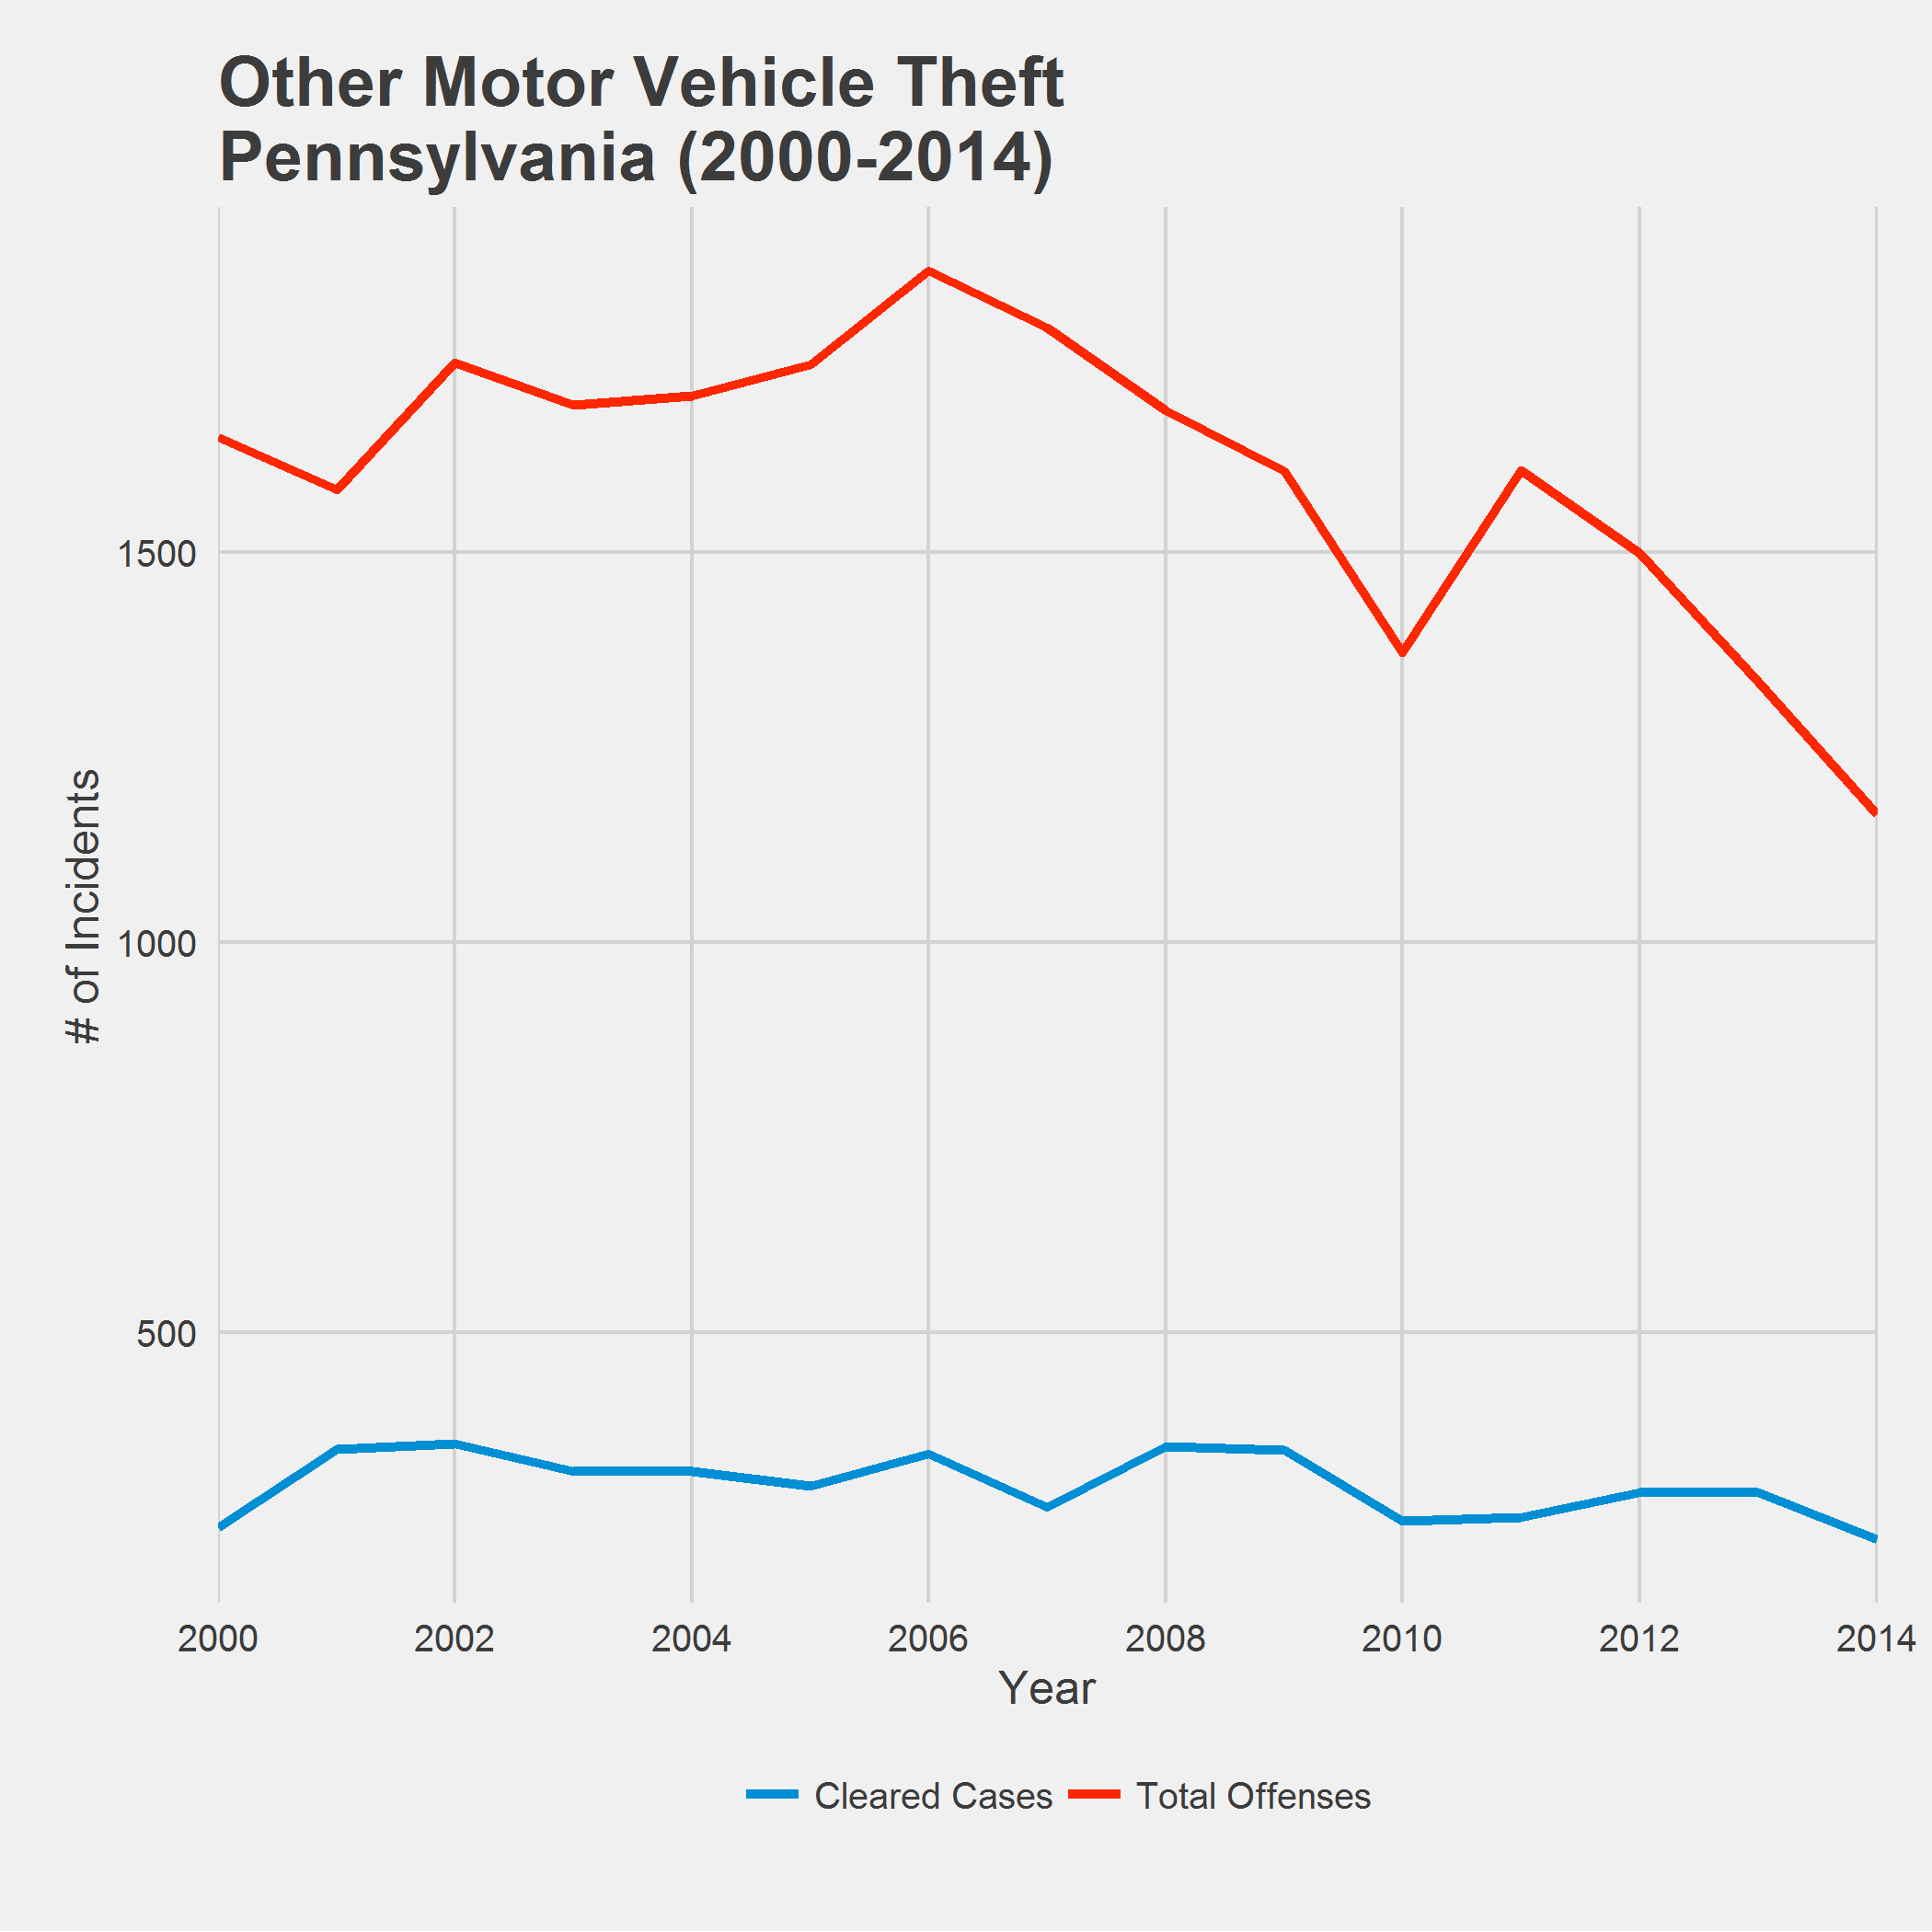 Other Motor Vehicle Theft
Pennsylvania (2000-2014)
# of Incidents
1500
1000
500
2000 2002 2004 2006 2008 2010 2012 2014
Year
Cleared Cases Total Offenses